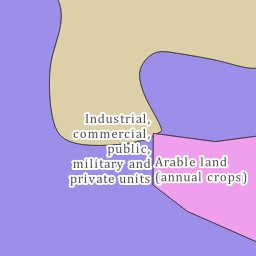 Industrial,
commercial,
public,
military and
private units
Arable land
(annual crops)